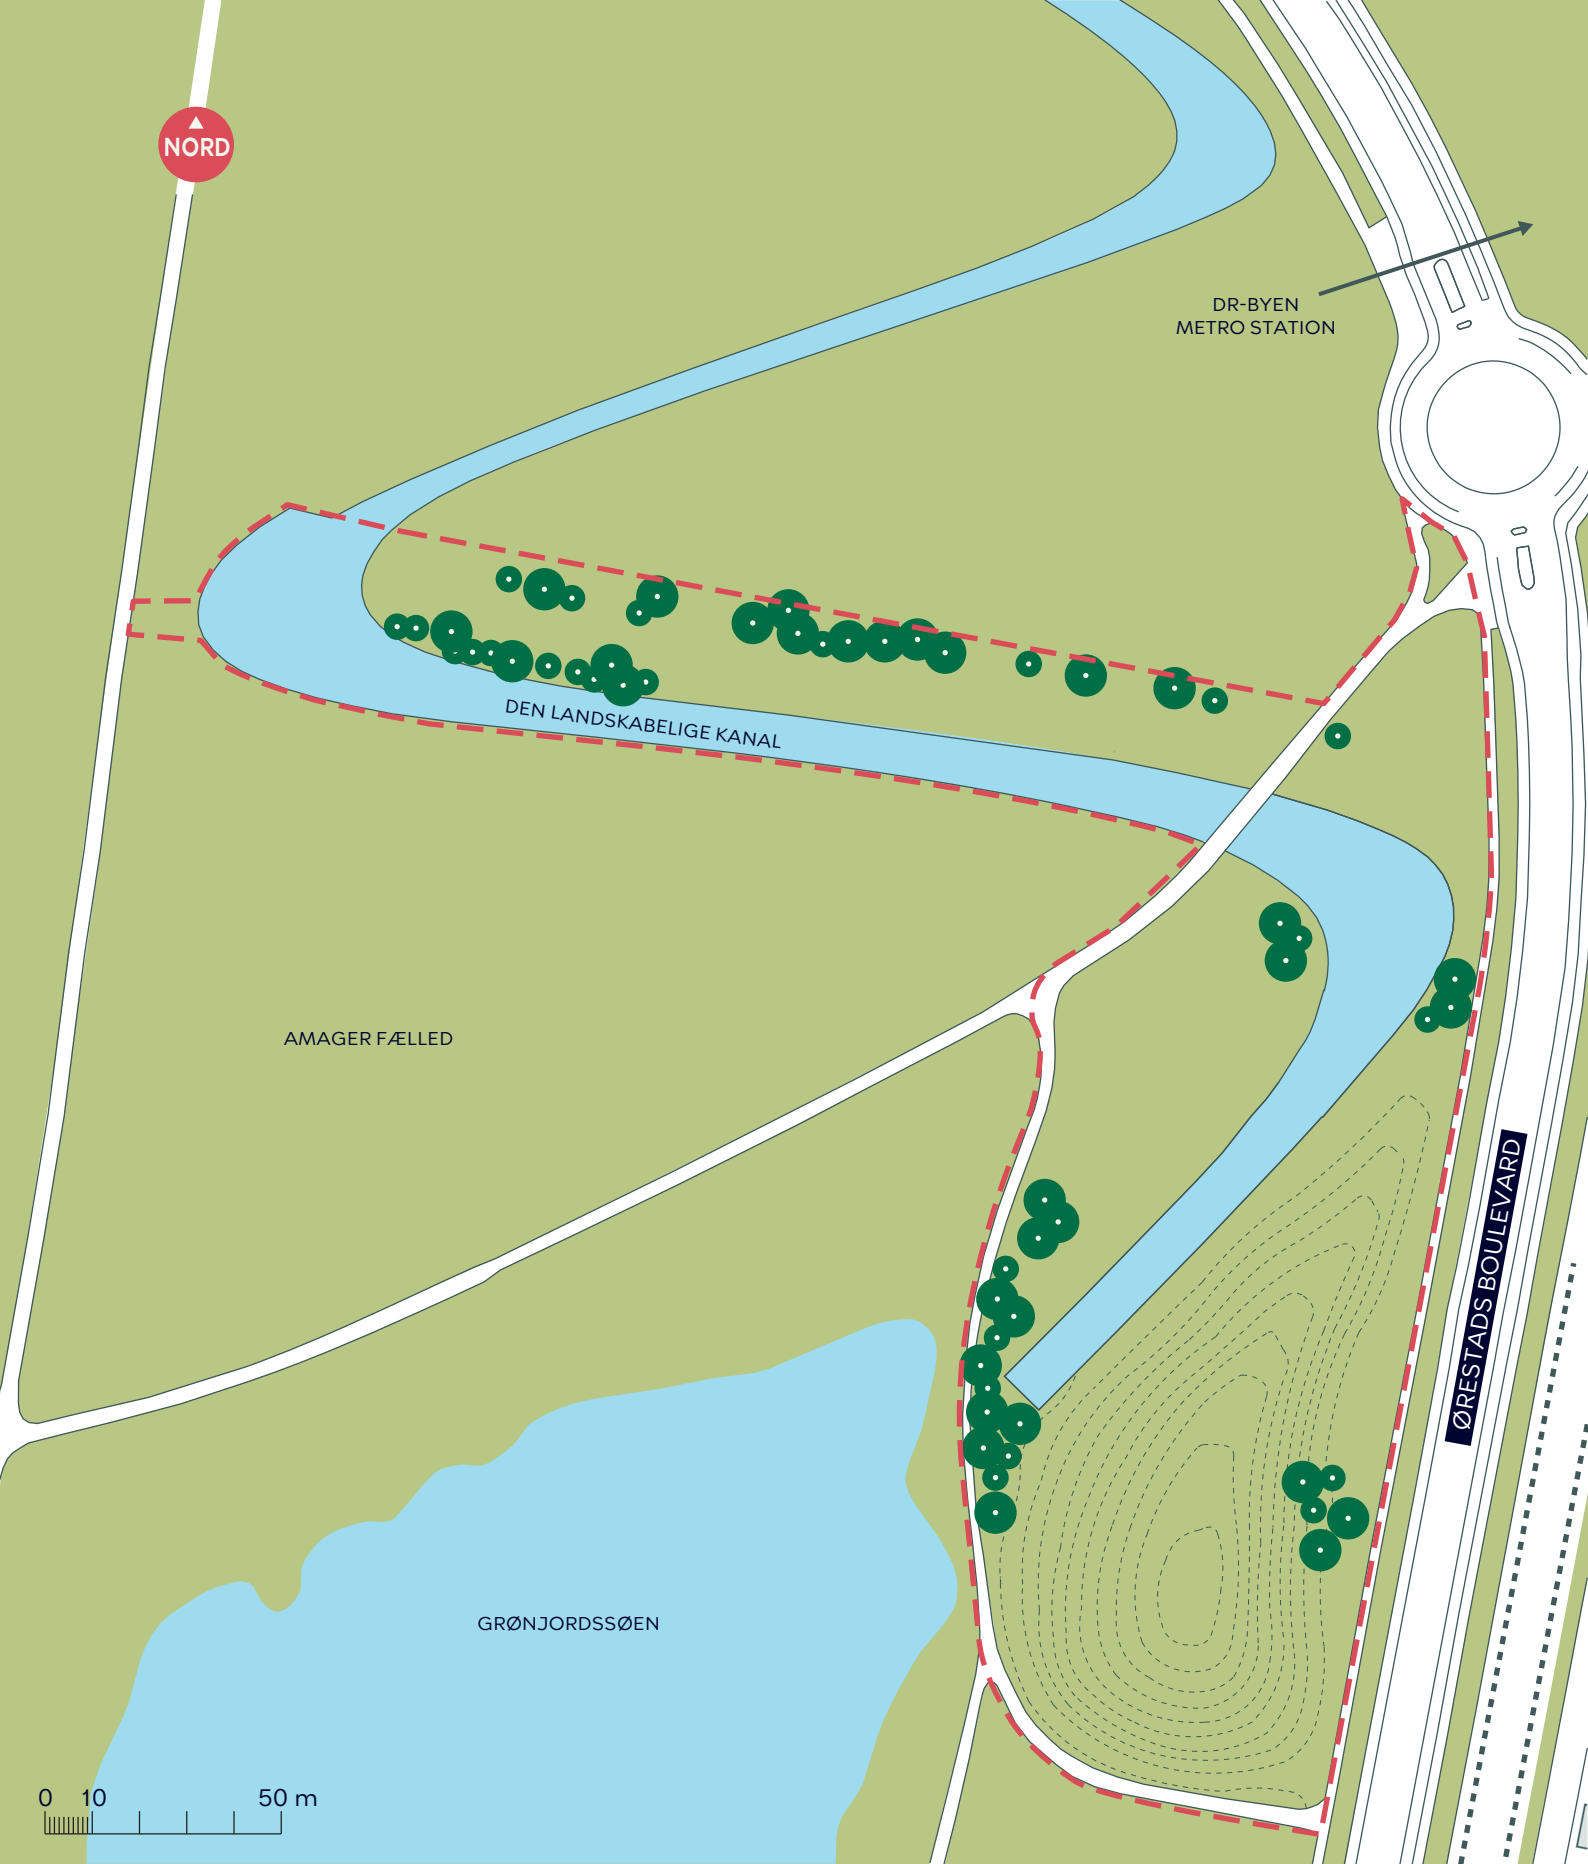 NORD
DR-BYEN
METRO STATION
DEN LANDSKABELIGE KANAL
AMAGER FÆLLED
ØRESTADS BOULEVARD
GRØNJORDSSØEN
0 10 50 m